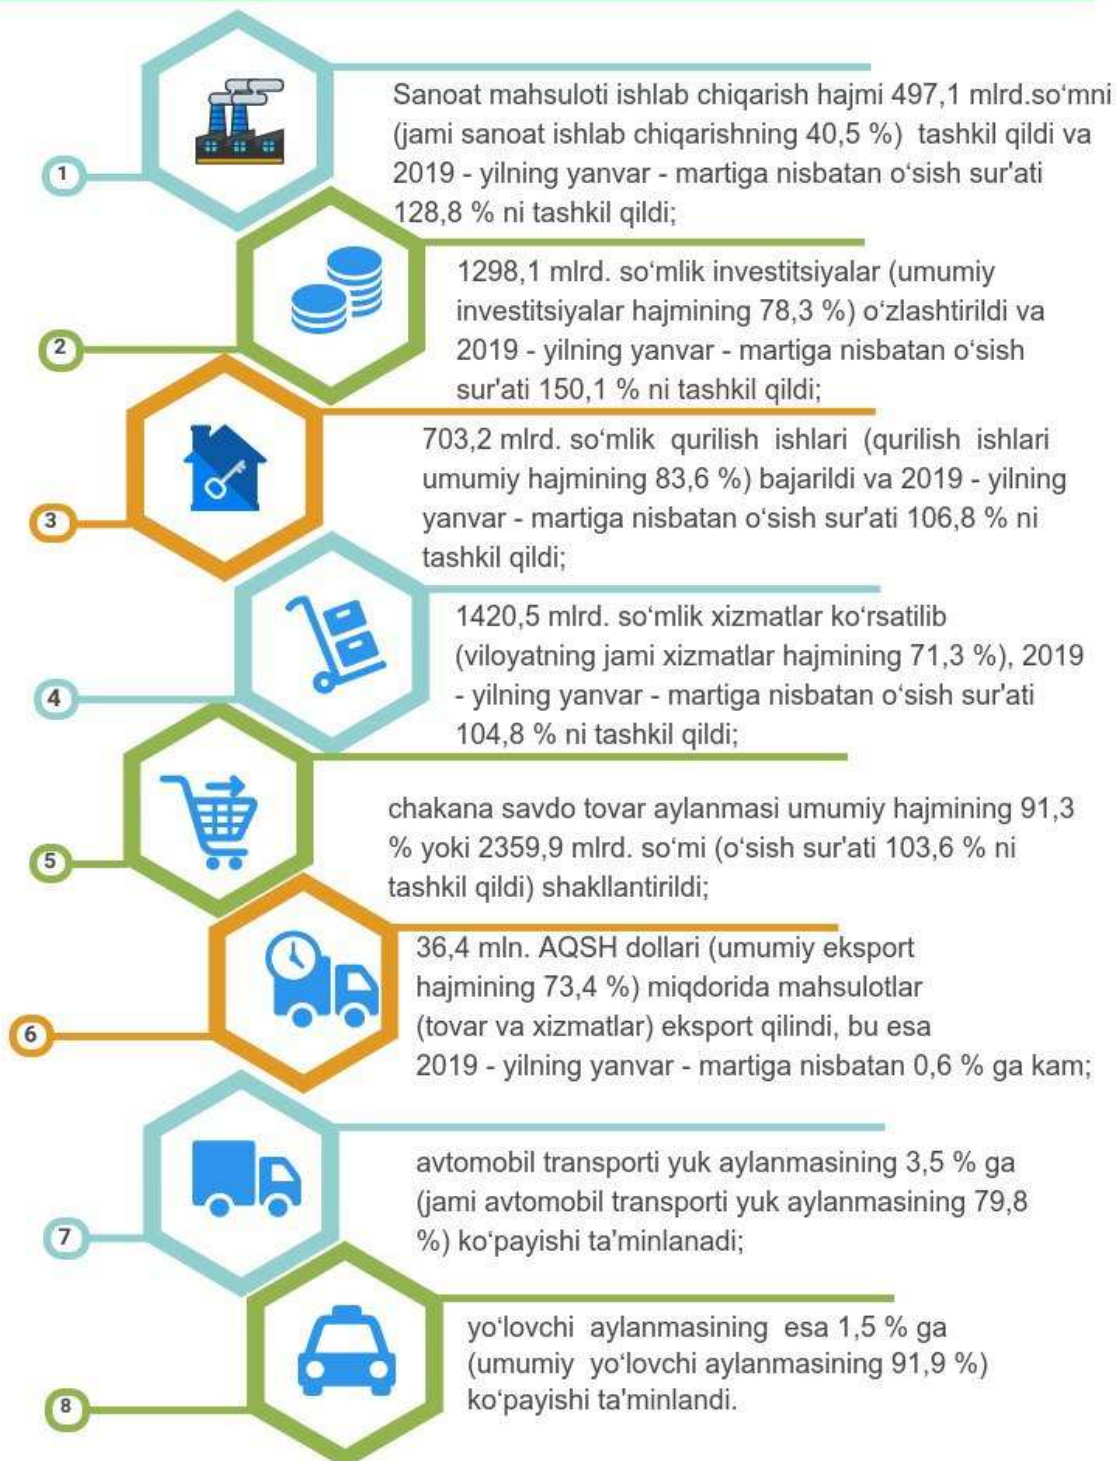 1
Sanoat mahsuloti ishlab chiqarish hajmi 497,1 mlrd.so‘mni
(jami sanoat ishlab chiqarishning 40,5 %) tashkil qildi va
2019 - yilning yanvar - martiga nisbatan o‘sish sur'ati
128,8 % ni tashkil qildi;
2
1298,1 mlrd. so‘mlik investitsiyalar (umumiy
investitsiyalar hajmining 78,3 %) o‘zlashtirildi va
2019 - yilning yanvar - martiga nisbatan o‘sish
sur'ati 150,1 % ni tashkil qildi;
3
703,2 mlrd. so‘mlik qurilish ishlari (qurilish ishlari
umumiy hajmining 83,6 %) bajarildi va 2019 - yilning
yanvar - martiga nisbatan o‘sish sur'ati 106,8 % ni
tashkil qildi;
4
1420,5 mlrd. so‘mlik xizmatlar ko‘rsatilib
(viloyatning jami xizmatlar hajmining 71,3 %), 2019
- yilning yanvar - martiga nisbatan o‘sish sur'ati
104,8 % ni tashkil qildi;
5
chakana savdo tovar aylanmasi umumiy hajmining 91,3
% yoki 2359,9 mlrd. so‘mi (o‘sish sur'ati 103,6 % ni
tashkil qildi) shakllantirildi;
6
36,4 mln. AQSH dollari (umumiy eksport
hajmining 73,4 %) miqdorida mahsulotlar
(tovar va xizmatlar) eksport qilindi, bu esa
2019 - yilning yanvar - martiga nisbatan 0,6 % ga kam;
7
avtomobil transporti yuk aylanmasining 3,5 % ga
(jami avtomobil transporti yuk aylanmasining 79,8
%) ko‘payishi ta'minlanadi;
8
yo‘lovchi aylanmasining esa 1,5 % ga
(umumiy yo‘lovchi aylanmasining 91,9 %)
ko‘payishi ta'minlandi.